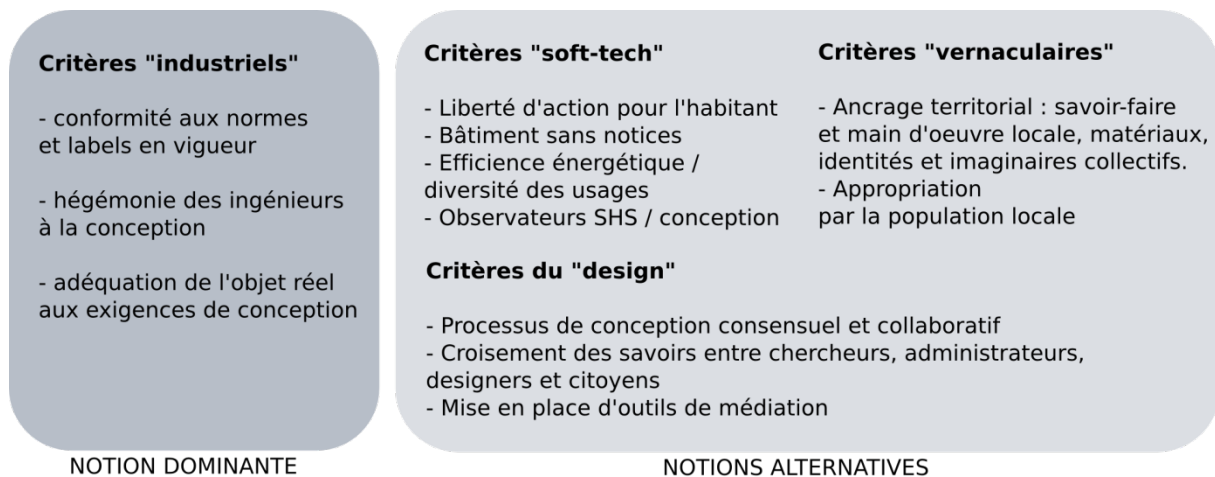 Critères "industriels"
- conformité aux normes
et labels en vigueur
- hégémonie des ingénieurs
à la conception
- adéquation de l'objet réel
aux exigences de conception
NOTION DOMINANTE
Critères "soft-tech"
- Liberté d'action pour l'habitant
- Bâtiment sans notices
- Efficience énergétique /
diversité des usages
- Observateurs SHS / conception
Critères "vernaculaires"
- Ancrage territorial : savoir-faire
et main d'oeuvre locale, matériaux,
identités et imaginaires collectifs.
- Appropriation
par la population locale
Critères du "design"
- Processus de conception consensuel et collaboratif
- Croisement des savoirs entre chercheurs, administrateurs,
designers et citoyens
- Mise en place d'outils de médiation
NOTIONS ALTERNATIVES